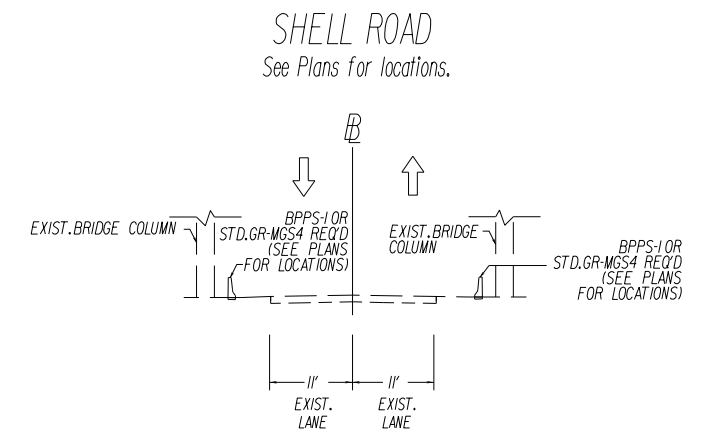 SHELL ROAD
See Plans for locations.
BL
EXIST. BRIDGE COLUMN
BPPS-1 OR
STD. GR-MGS4 REQ'D
(SEE PLANS
FOR LOCATIONS)
EXIST. BRIDGE
COLUMN
BPPS-1 OR
STD. GR-MGS4 REQ'D
(SEE PLANS
FOR LOCATIONS)
11'
EXIST.
LANE
11'
EXIST.
LANE